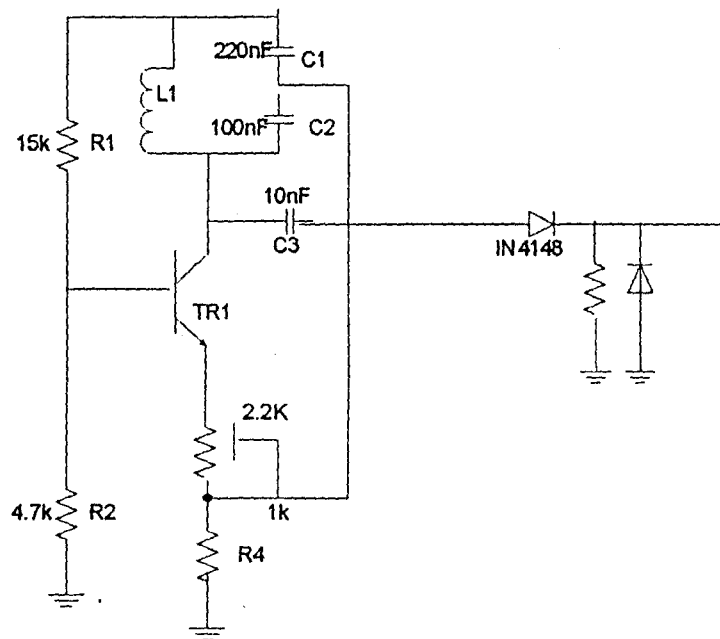 220nF C1
L1
100nF C2
15k R1
10nF
C3
IN4148
TR1
2.2K
4.7k R2
1k
R4